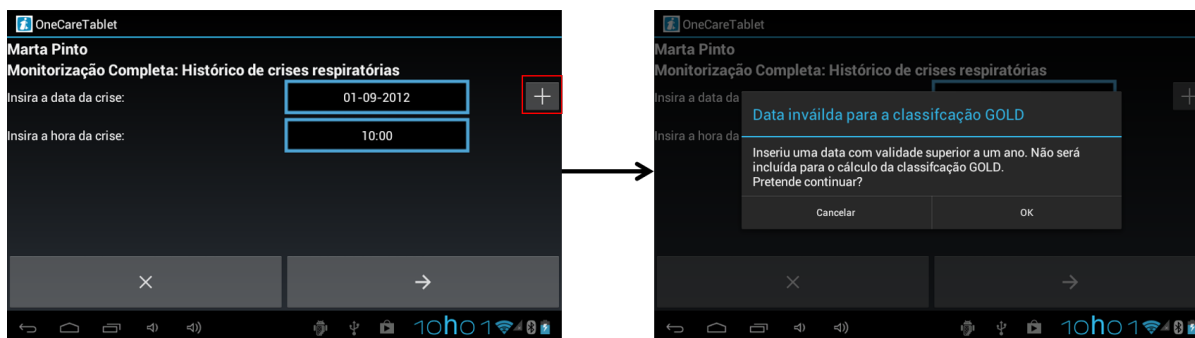 OneCareTablet
Marta Pinto
Monitorização Completa: Histórico de crises respiratórias
Insira a data da crise:
01-09-2012
+
Insira a hora da crise:
10:00
10h01
OneCareTablet
Marta Pinto
Monitorização Completa: Histórico de crises respiratórias
Insira a data da
+
Insira a hora da
Data inváilda para a classifcação GOLD
Inseriu uma data com validade superior a um ano. Não será
incluída para o cálculo da classifcação GOLD.
Pretende continuar?
Cancelar
OK
10h01